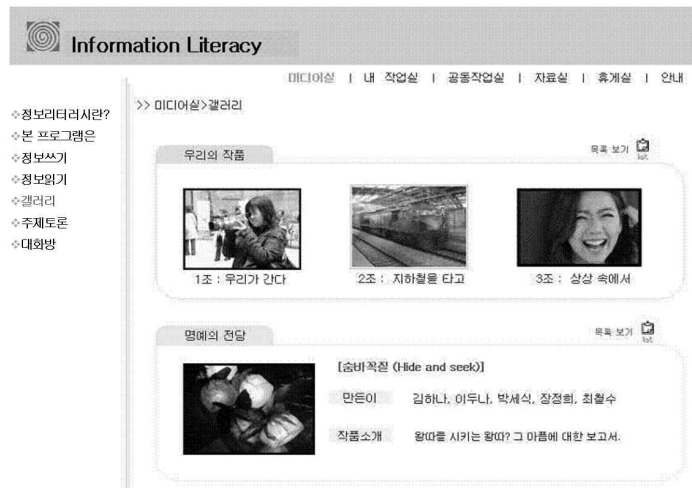 Information Literacy
미디어실 | 내 작업실 | 공동작업실 | 자료실 | 휴게실 | 안내
>> 미디어실>갤러리
정보리터러시란?
본 프로그램은
정보쓰기
정보읽기
갤러리
주제토론
대화방
우리의 작품
목록 보기
list
1조 : 우리가 간다
2조 : 지하철을 타고
3조 : 상상 속에서
명예의 전당
목록 보기
list
[숨바꼭질 (Hide and seek)]
만든이 김하나, 이두나, 박세식, 장정희, 최철수
작품소개 왕따를 시키는 왕따? 그 아픔에 대한 보고서.